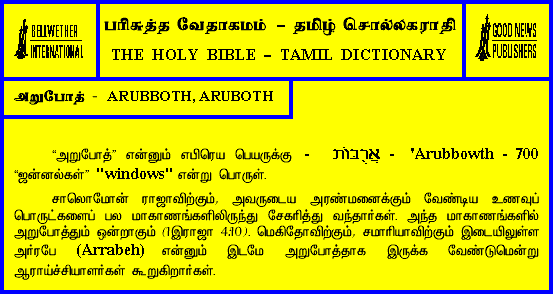 BELLWETHER
INTERNATIONAL
பரிசுத்த வேதாகமம் – தமிழ் சொல்லகராதி
THE HOLY BIBLE – TAMIL DICTIONARY
GOOD NEWS
PUBLISHERS
அறுபோத் - ARUBBOTH, ARUBOTH
“அறுபோத்” என்னும் எபிரெய பெயருக்கு - אֲרֻבּוֹת - 'Arubbowth - 700
“ஜன்னல்கள்” "windows" என்று பொருள்.
சாலொமோன் ராஜாவிற்கும், அவருடைய அரண்மனைக்கும் வேண்டிய உணவுப்
பொருட்களைப் பல மாகாணங்களிலிருந்து சேகரித்து வந்தார்கள். அந்த மாகாணங்களில்
அறுபோத்தும் ஒன்றாகும் (1இராஜா 4:10). மெகிதோவிற்கும், சமாரியாவிற்கும் இடையிலுள்ள
அர்ரபே (Arrabeh) என்னும் இடமே அறுபோத்தாக இருக்க வேண்டுமென்று
ஆராய்ச்சியாளர்கள் கூறுகிறார்கள்.